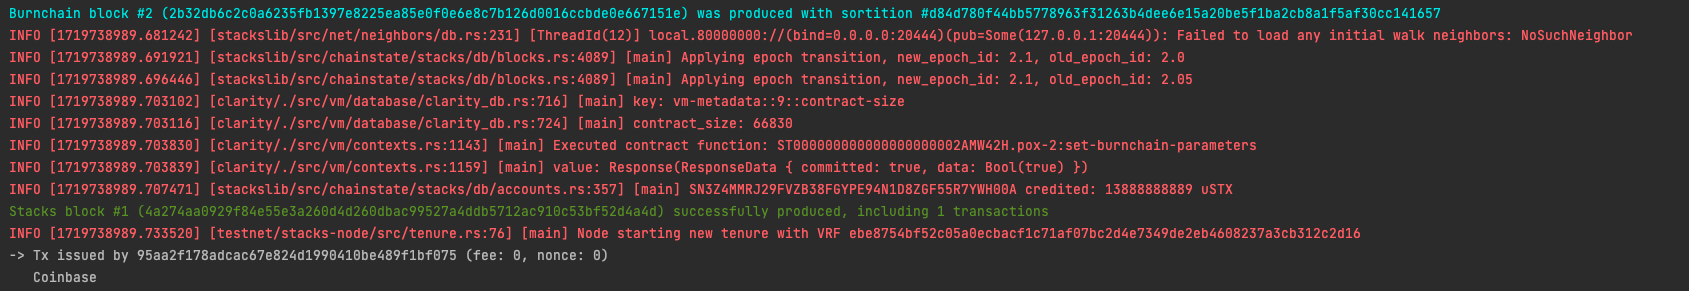 Burnchain block #2 (2b32db6c2c0a6235fb1397e8225ea85e0f0e6e8c7b126d0016ccbde0e667151e) was produced with sortition #d84d780f44bb5778963f31263b4dee6e15a20be5f1ba2cb8a1f5af30cc141657
INFO [1719738989.681242] [stackslib/src/net/neighbors/db.rs:231] [ThreadId(12)] local.80000000://(bind=0.0.0.0:20444)(pub=Some(127.0.0.1:20444)): Failed to load any initial walk neighbors: NoSuchNeighbor
INFO [1719738989.691921] [stackslib/src/chainstate/stacks/db/blocks.rs:4089] [main] Applying epoch transition, new_epoch_id: 2.1, old_epoch_id: 2.0
INFO [1719738989.696446] [stackslib/src/chainstate/stacks/db/blocks.rs:4089] [main] Applying epoch transition, new_epoch_id: 2.1, old_epoch_id: 2.05
INFO [1719738989.703102] [clarity/./src/vm/database/clarity_db.rs:716] [main] key: vm-metadata::9::contract-size
INFO [1719738989.703116] [clarity/./src/vm/database/clarity_db.rs:724] [main] contract_size: 66830
INFO [1719738989.703830] [clarity/./src/vm/contexts.rs:1143] [main] Executed contract function: ST000000000000000000002AMW42H.pox-2:set-burnchain-parameters
INFO [1719738989.703839] [clarity/./src/vm/contexts.rs:1159] [main] value: Response(ResponseData { committed: true, data: Bool(true) })
INFO [1719738989.707471] [stackslib/src/chainstate/stacks/db/accounts.rs:357] [main] SN3Z4MMRJ29FVZB38FGYPE94N1D8ZGF55R7YWH00A credited: 13888888889 uSTX
Stacks block #1 (4a274aa0929f84e55e3a260d4d260dbac99527a4ddb5712ac910c53bf52d4a4d) successfully produced, including 1 transactions
INFO [1719738989.733520] [testnet/stacks-node/src/tenure.rs:76] [main] Node starting new tenure with VRF ebe8754bf52c05a0ecbacf1c71af07bc2d4e7349de2eb4608237a3cb312c2d16
-> Tx issued by 95aa2f178adcac67e824d1990410be489f1bf075 (fee: 0, nonce: 0)
Coinbase